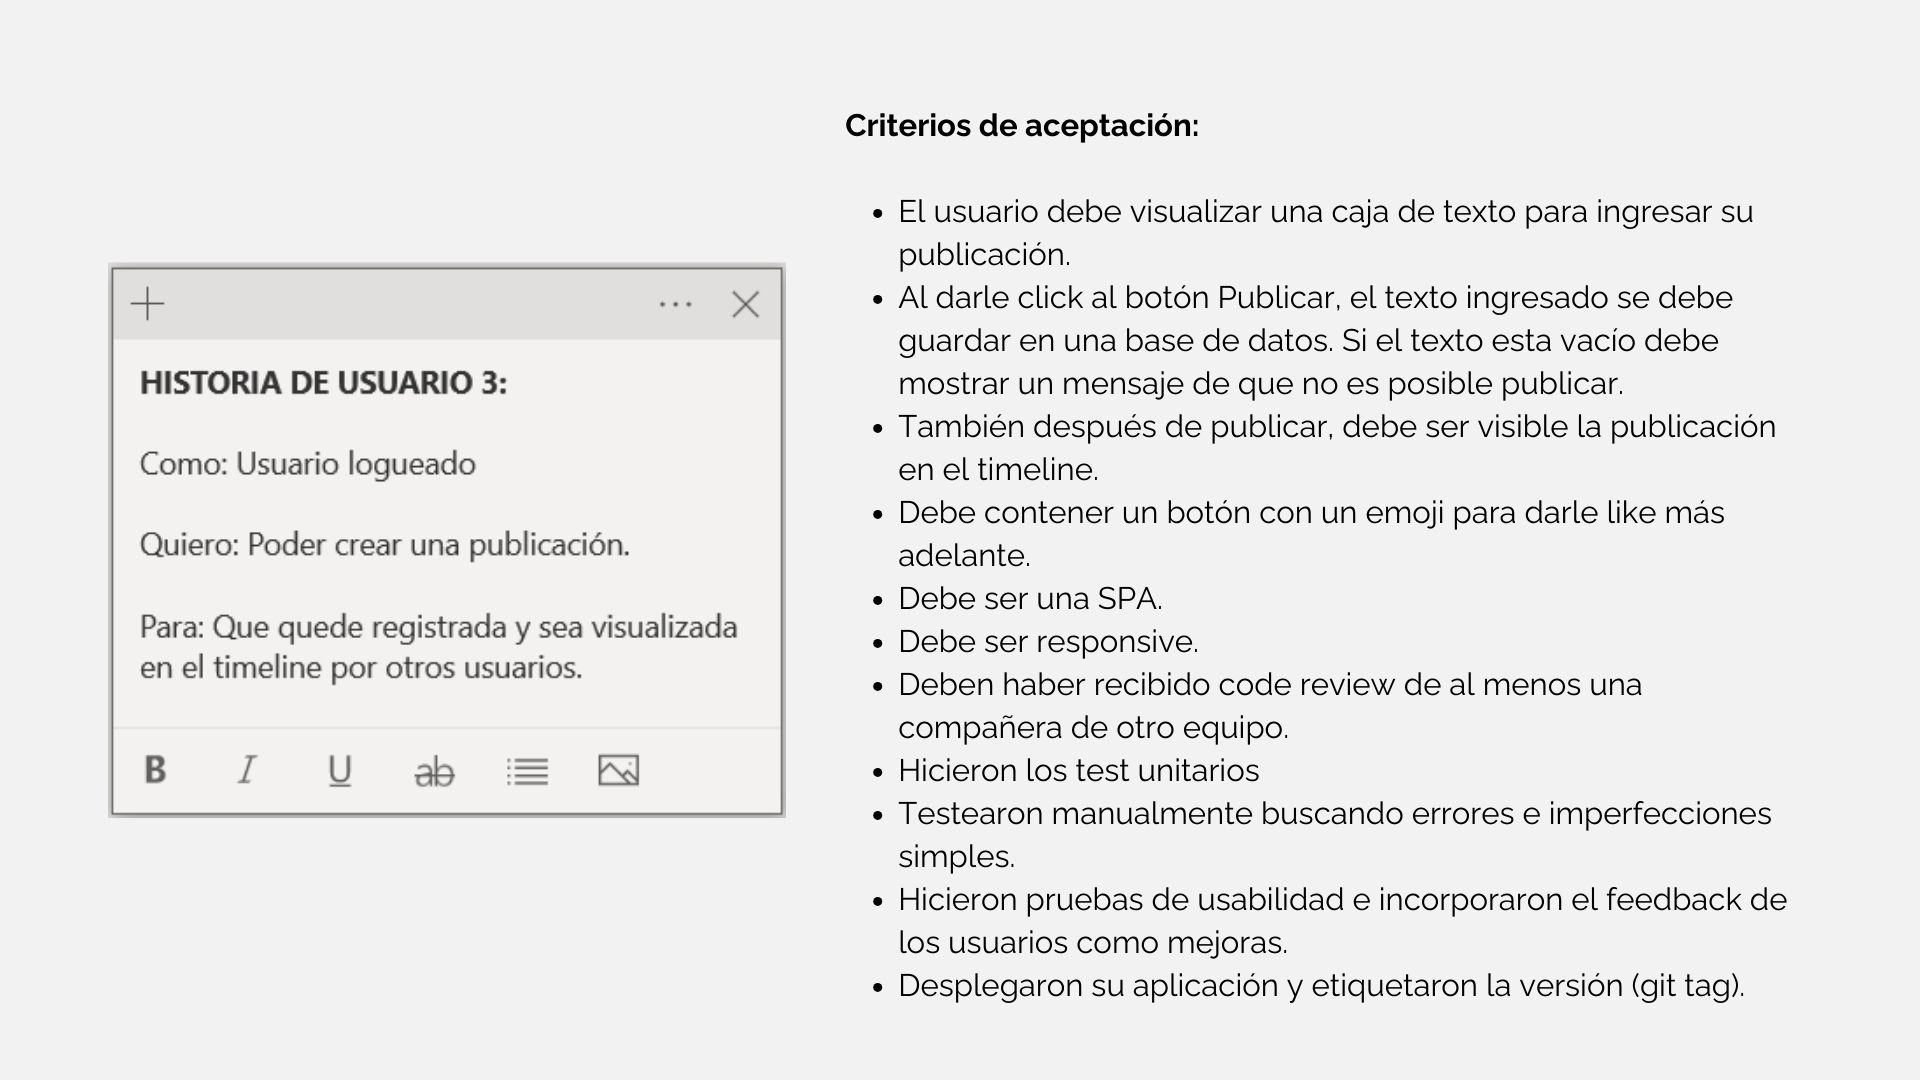 HISTORIA DE USUARIO 3:
Como: Usuario logueado
Quiero: Poder crear una publicación.
Para: Que quede registrada y sea visualizada
en el timeline por otros usuarios.
B I U ab
Criterios de aceptación:
• El usuario debe visualizar una caja de texto para ingresar su
publicación.
• Al darle click al botón Publicar, el texto ingresado se debe
guardar en una base de datos. Si el texto esta vacío debe
mostrar un mensaje de que no es posible publicar.
• También después de publicar, debe ser visible la publicación
en el timeline.
• Debe contener un botón con un emoji para darle like más
adelante.
• Debe ser una SPA.
• Debe ser responsive.
• Deben haber recibido code review de al menos una
compañera de otro equipo.
• Hicieron los test unitarios
• Testearon manualmente buscando errores e imperfecciones
simples.
• Hicieron pruebas de usabilidad e incorporaron el feedback de
los usuarios como mejoras.
• Desplegaron su aplicación y etiquetaron la versión (git tag).